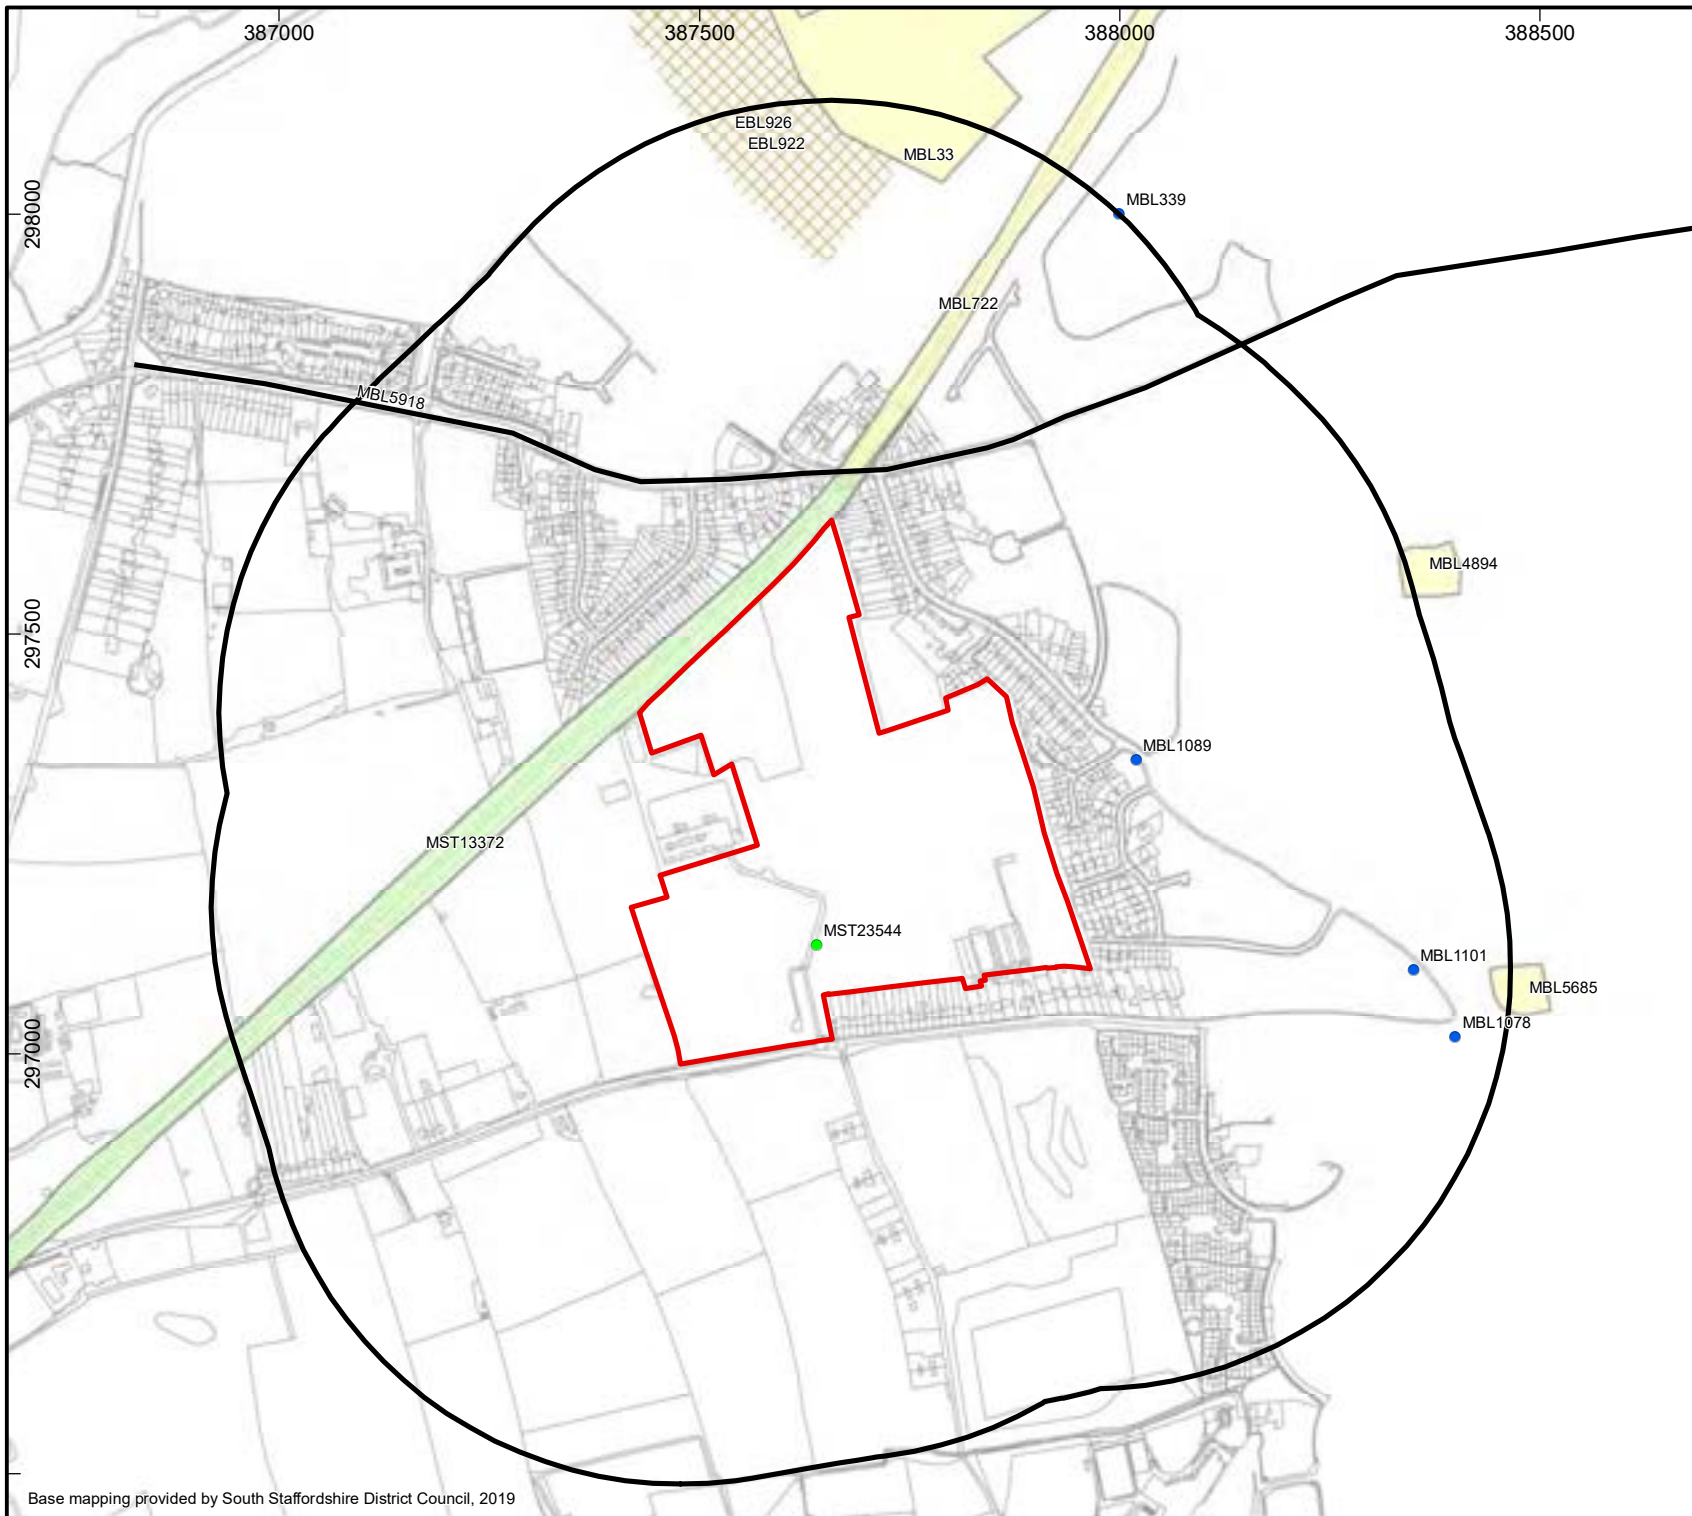 387000
387500
388000
388500
EBL926
EBL922
MBL33
MBL339
298000
MBL722
MBL5918
MBL4894
297500
MBL1089
MST13372
MST23544
MBL1101
MBL5685
MBL1078
297000
Base mapping provided by South Staffordshire District Council, 2019